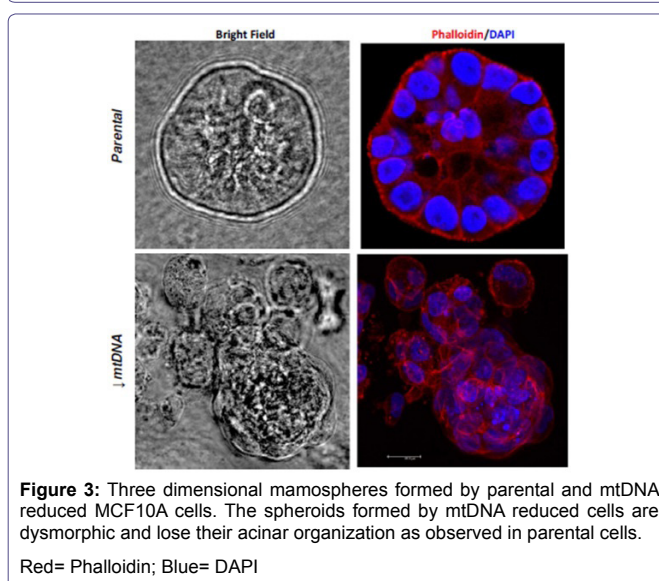 Bright Field
Phalloidin/DAPI
Parental
↓ mtDNA
Figure 3: Three dimensional mamospheres formed by parental and mtDNA
reduced MCF10A cells. The spheroids formed by mtDNA reduced cells are
dysmorphic and lose their acinar organization as observed in parental cells.
Red= Phalloidin; Blue= DAPI